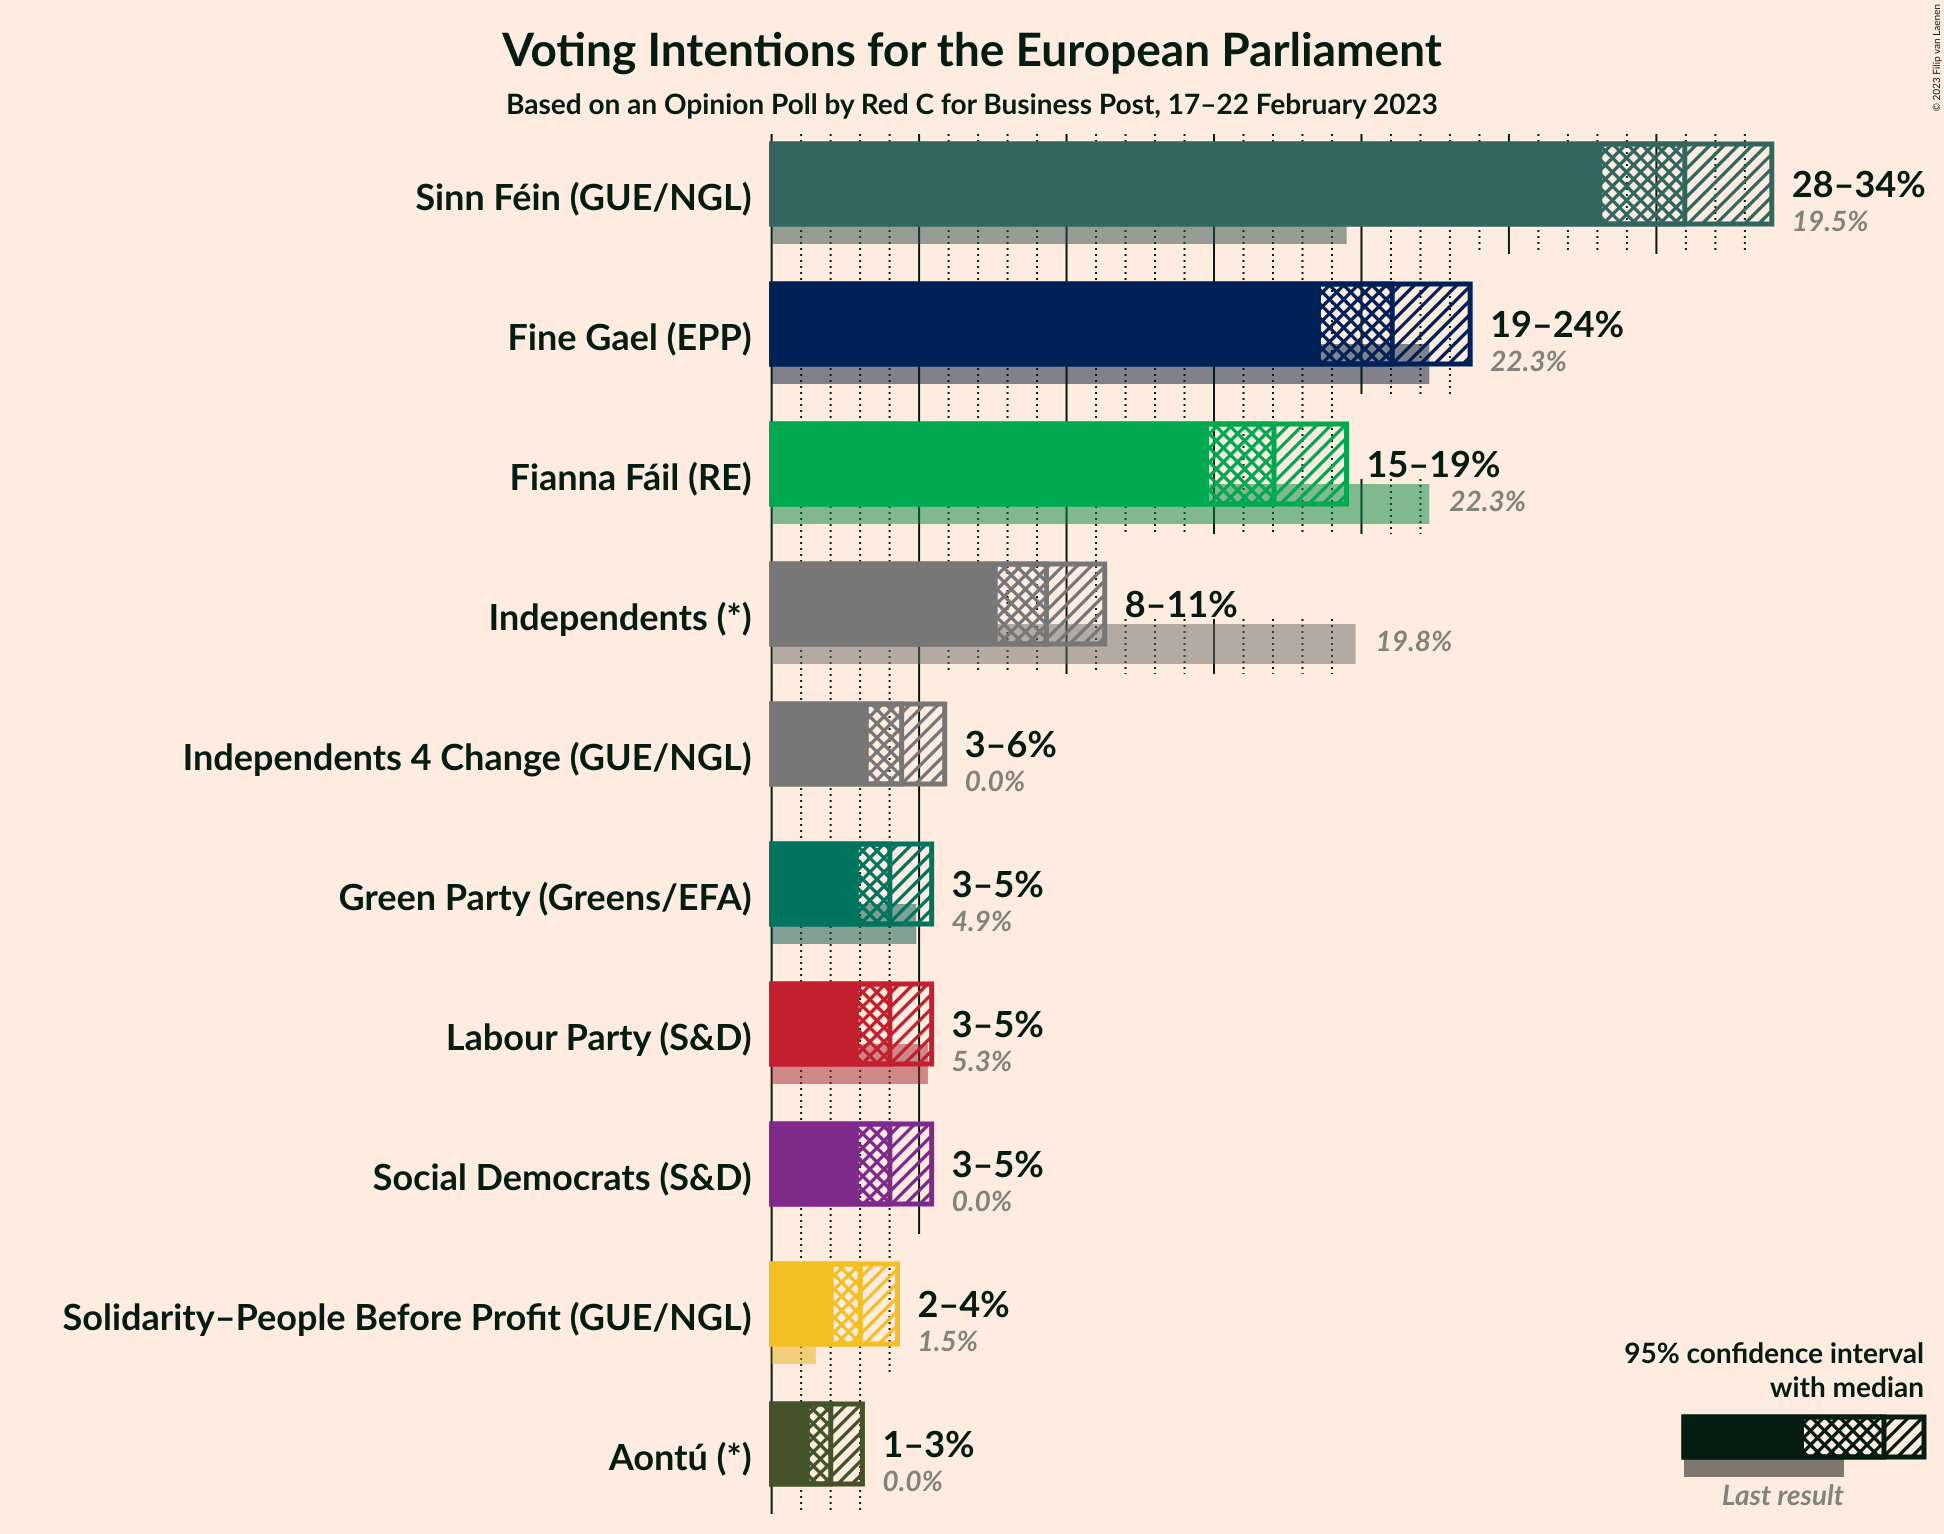 Voting Intentions for the European Parliament
Based on an Opinion Poll by Red C for Business Post, 17–22 February 2023
© 2023 Filip van Laenen
Sinn Féin (GUE/NGL)
28–34%
19.5%
Fine Gael (EPP)
19–24%
22.3%
Fianna Fáil (RE)
15–19%
22.3%
Independents (*)
8–11%
19.8%
Independents 4 Change (GUE/NGL)
3–6%
0.0%
Green Party (Greens/EFA)
3–5%
4.9%
Labour Party (S&D)
3–5%
5.3%
Social Democrats (S&D)
3–5%
0.0%
Solidarity–People Before Profit (GUE/NGL)
2–4%
1.5%
Aontú (*)
1–3%
0.0%
95% confidence interval
with median
Last result